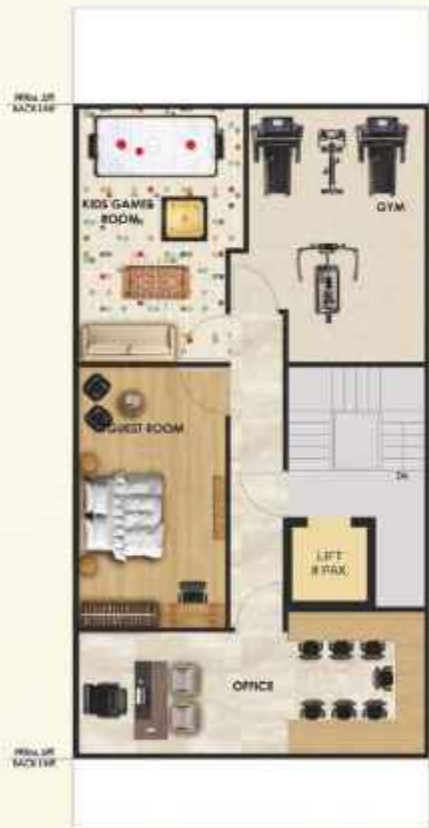 KIDS GAMES
ROOM
GYM
GUEST ROOM
DN
LIFT
8 PAX
OFFICE